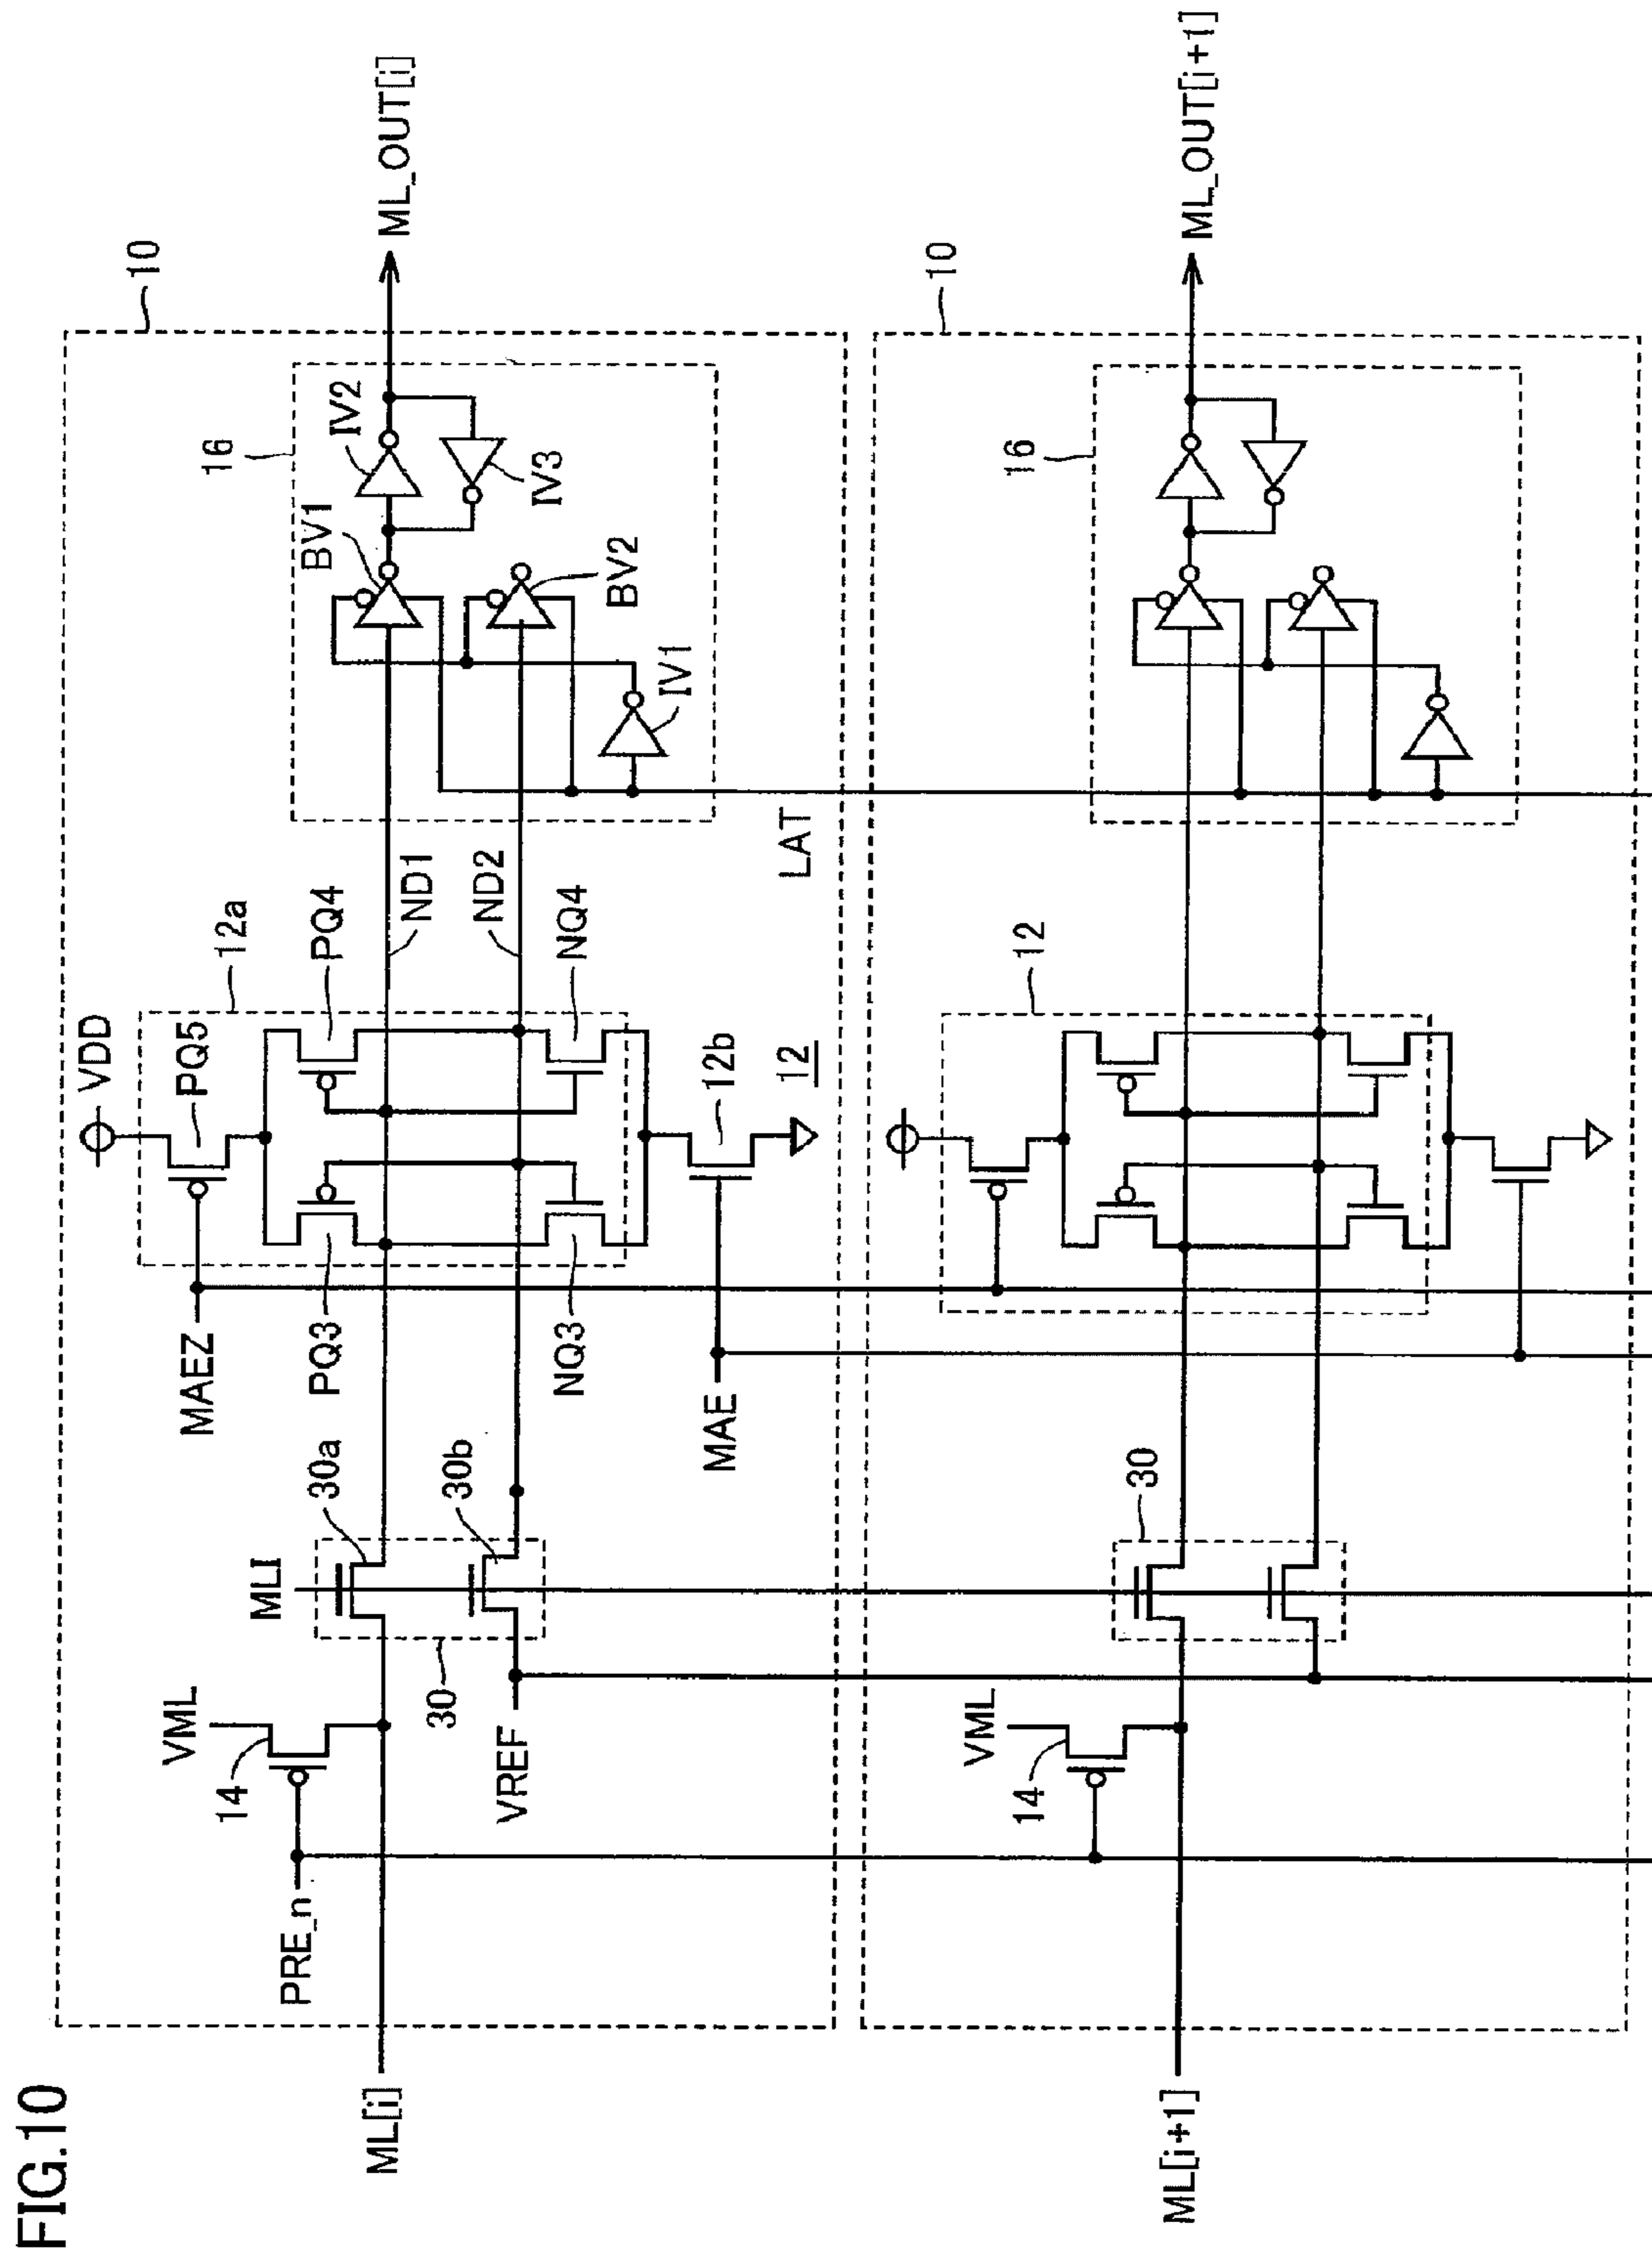 FIG.10
ML_OUT[i]
10
16
IV2
BV1
IV3
BV2
IV1
LAT
12a
VDD
PQ5
PQ4
ND1
ND2
NQ4
12b
12
MAEZ
PQ3
NQ3
MAE
MLI
30a
30b
30
VML
14
VREF
PRE_n
ML[i]
ML_OUT[i+1]
10
16
12
30
VML
14
ML[i+1]